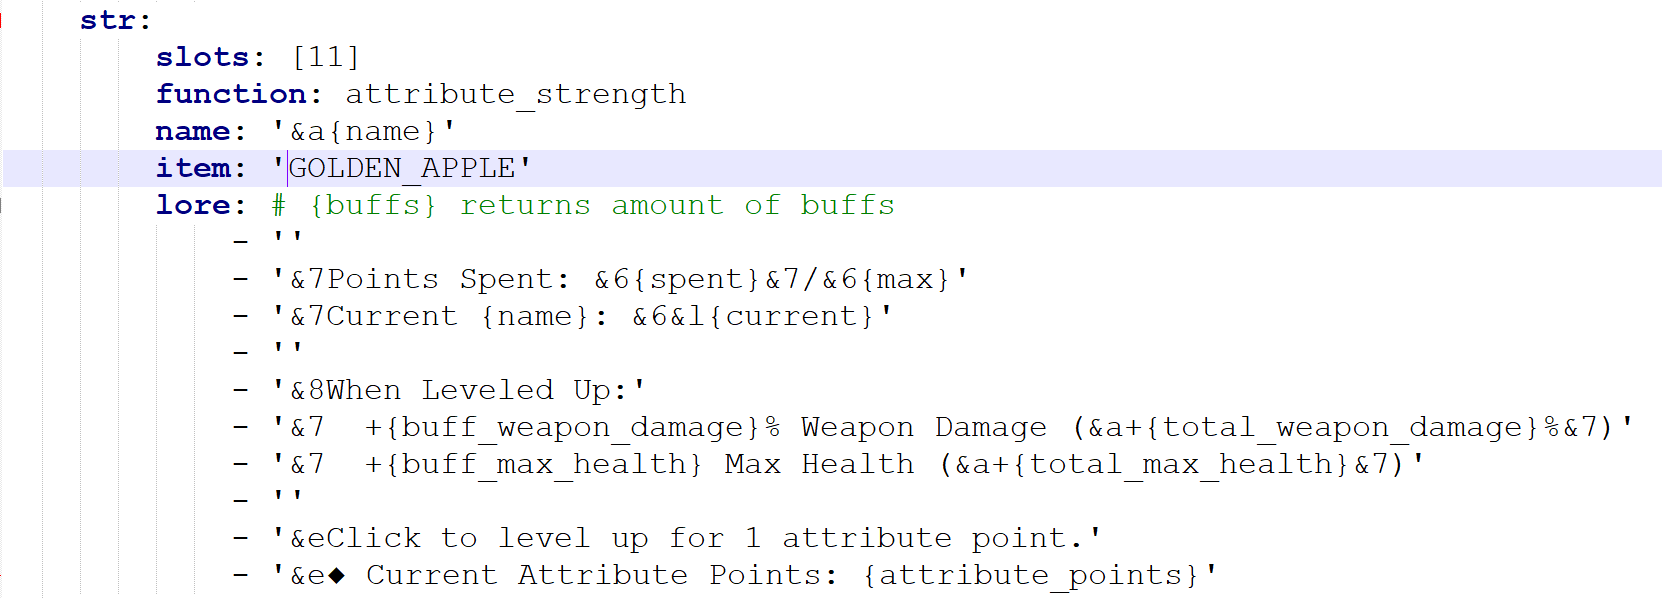 str:
slots: [11]
function: attribute_strength
name: '&a{name}'
item: 'GOLDEN_APPLE'
lore: # {buffs} returns amount of buffs
- ''
- '&7Points Spent: &6{spent}&7/&6{max}'
- '&7Current {name}: &6&l{current}'
- ''
- '&8When Leveled Up:'
- '&7  +{buff_weapon_damage}% Weapon Damage (&a+{total_weapon_damage}%&7)'
- '&7  +{buff_max_health} Max Health (&a+{total_max_health}&7)'
- ''
- '&eClick to level up for 1 attribute point.'
- '&e◆ Current Attribute Points: {attribute_points}'